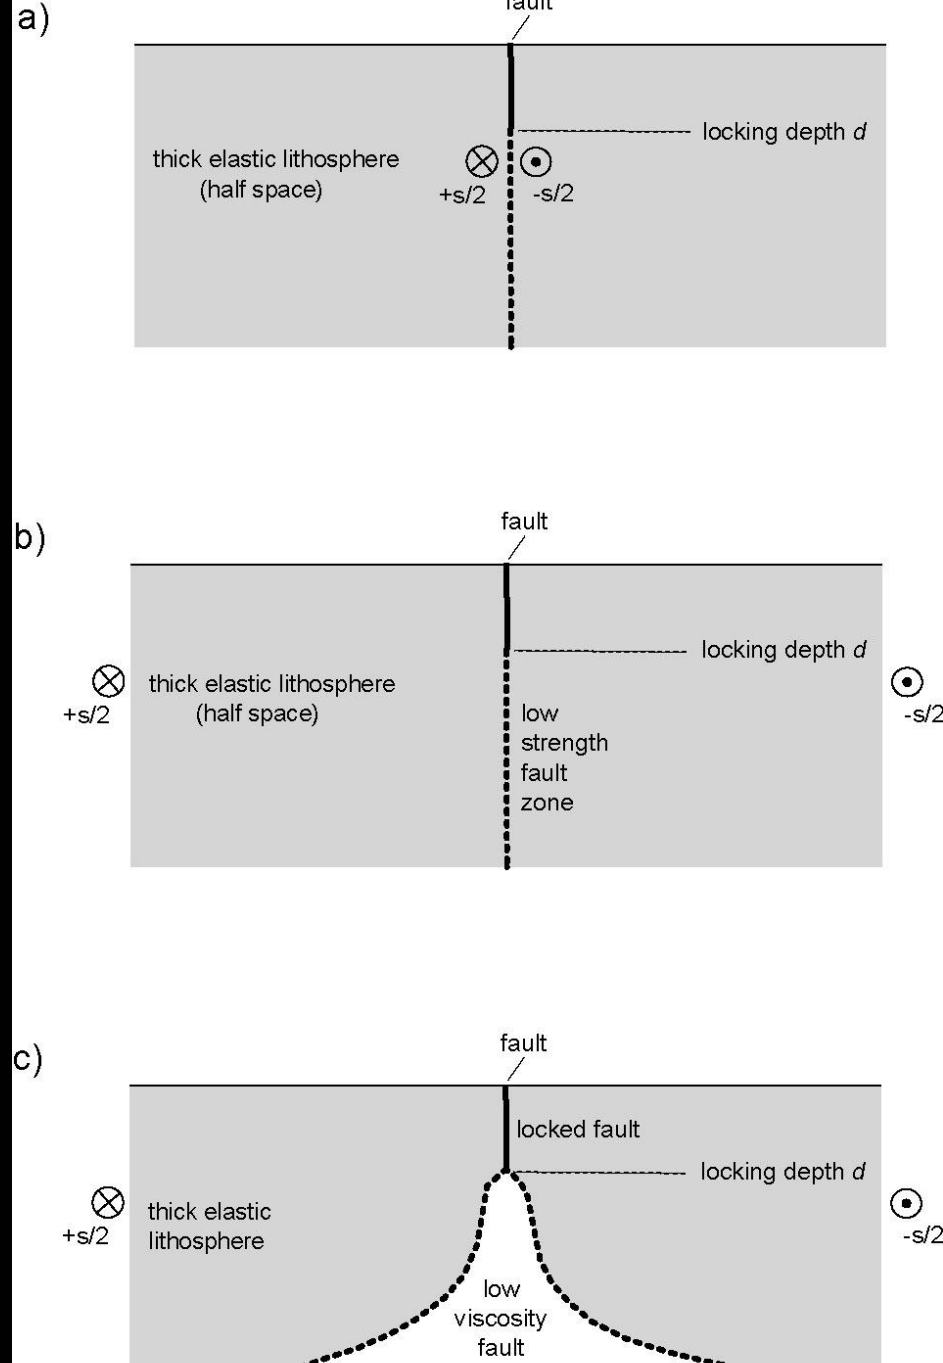 a)
fault
locking depth d
thick elastic lithosphere
(half space)
+s/2
-s/2
b)
fault
locking depth d
thick elastic lithosphere
(half space)
+s/2
-s/2
low
strength
fault
zone
c)
fault
locked fault
locking depth d
thick elastic
lithosphere
+s/2
-s/2
low
viscosity
fault